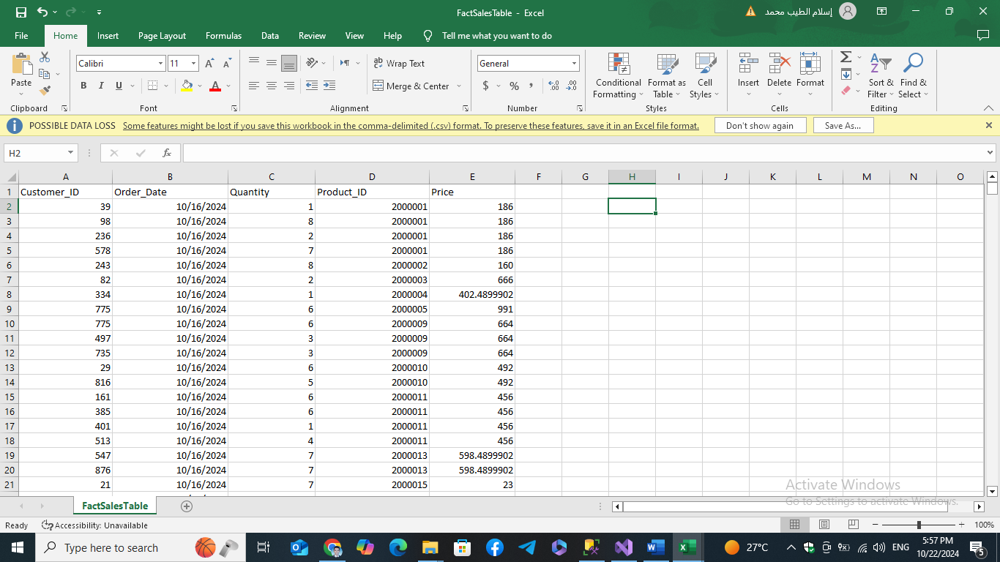 FactSalesTable - Excel
إسلام الطيب محمد
File Home Insert Page Layout Formulas Data Review View Help Tell me what you want to do
Calibri 11 Wrap Text General
Paste B I U Merge & Center $ % Conditional Formatting Format as Table Cell Styles Insert Delete Format Sort & Filter Find & Select
Clipboard Font Alignment Number Styles Cells Editing
POSSIBLE DATA LOSS Some features might be lost if you save this workbook in the comma-delimited (.csv) format. To preserve these features, save it in an Excel file format. Don't show again Save As...
H2 fx
A B C D E F G H I J K L M N O
1 Customer_ID Order_Date Quantity Product_ID Price
2 39 10/16/2024 1 2000001 186
3 98 10/16/2024 8 2000001 186
4 236 10/16/2024 2 2000001 186
5 578 10/16/2024 7 2000001 186
6 243 10/16/2024 8 2000002 160
7 82 10/16/2024 2 2000003 666
8 334 10/16/2024 1 2000004 402.4899902
9 775 10/16/2024 6 2000005 991
10 775 10/16/2024 6 2000009 664
11 497 10/16/2024 3 2000009 664
12 735 10/16/2024 3 2000009 664
13 29 10/16/2024 6 2000010 492
14 816 10/16/2024 5 2000010 492
15 161 10/16/2024 6 2000011 456
16 385 10/16/2024 6 2000011 456
17 401 10/16/2024 1 2000011 456
18 513 10/16/2024 4 2000011 456
19 547 10/16/2024 7 2000013 598.4899902
20 876 10/16/2024 7 2000013 598.4899902
21 21 10/16/2024 7 2000015 23
Activate Windows
Go to Settings to activate Windows.
FactSalesTable
Ready Accessibility: Unavailable 100%
Type here to search 27°C ENG 5:57 PM
10/22/2024 5